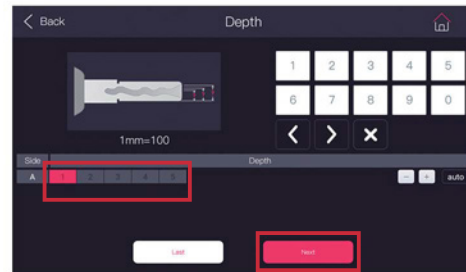 Back
Depth
1 2 3 4 5
6 7 8 9 0
1mm=100
Side Depth
A 1 2 3 4 5
auto
Last Next